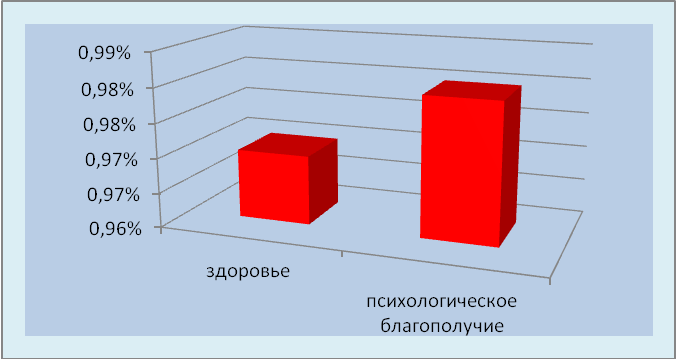 0,99%
0,98%
0,98%
0,97%
0,97%
0,96%
здоровье
психологическое
благополучие